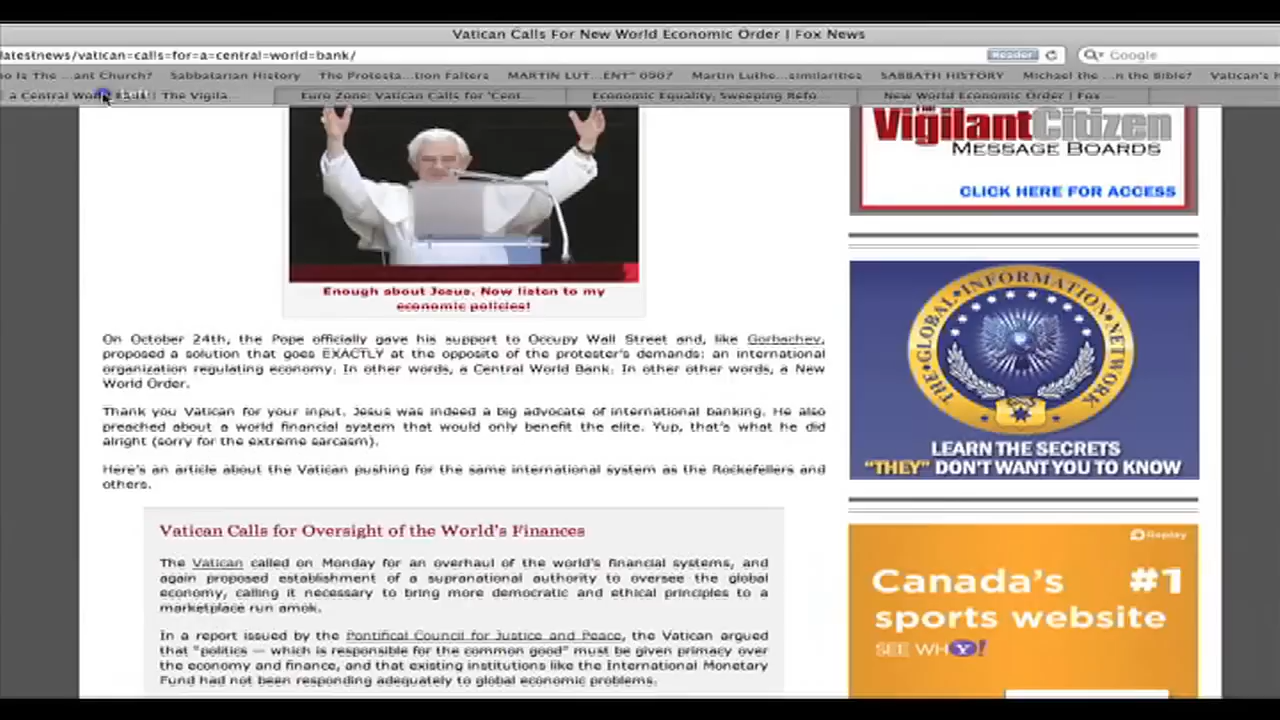 Vatican Calls For New World Economic Order | Fox News
latestnews/vatican-calls-for-a-central-world-bank/
Reader
Google
Is The ...ant Church?
Sabbatarian History
The Protesta...tion Falters
MARTIN LUT...ENT" 0907
Martin Luthe...similarities
SABBATH HISTORY
Michael the ...n the Bible?
Vatican's
a Central World | The Vigila...
Euro Zone: Vatican Calls for 'Cent...
Economic Equality, Sweeping Refo...
New World Economic Order | Fox ...
The
VigilantCitizen
MESSAGE BOARDS
CLICK HERE FOR ACCESS
Enough about Jesus. Now listen to my
economic policies!
On October 24th, the Pope officially gave his support to Occupy Wall Street and, like Gorbachev,
proposed a solution that goes EXACTLY at the opposite of the protester's demands: an international
organization regulating economy. In other words, a Central World Bank. In other other words, a New
World Order.
Thank you Vatican for your input. Jesus was indeed a big advocate of international banking. He also
preached about a world financial system that would only benefit the elite. Yup, that's what he did
alright (sorry for the extreme sarcasm).
Here's an article about the Vatican pushing for the same international system as the Rockefellers and
others.
Vatican Calls for Oversight of the World's Finances
The Vatican called on Monday for an overhaul of the world's financial systems, and
again proposed establishment of a supranational authority to oversee the global
economy, calling it necessary to bring more democratic and ethical principles to a
marketplace run amok.
In a report issued by the Pontifical Council for Justice and Peace, the Vatican argued
that "politics — which is responsible for the common good" must be given primacy over
the economy and finance, and that existing institutions like the International Monetary
Fund had not been responding adequately to global economic problems.
THE GLOBAL INFORMATION NETWORK
LEARN THE SECRETS
"THEY" DON'T WANT YOU TO KNOW
Replay
Canada's #1
sports website
SEE WHY!